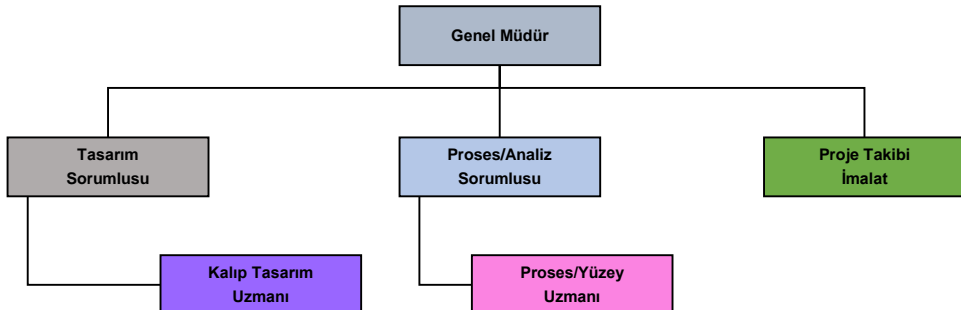 Genel Müdür
Tasarım
Sorumlusu
Proses/Analiz
Sorumlusu
Proje Takibi
İmalat
Kalıp Tasarım
Uzmanı
Proses/Yüzey
Uzmanı